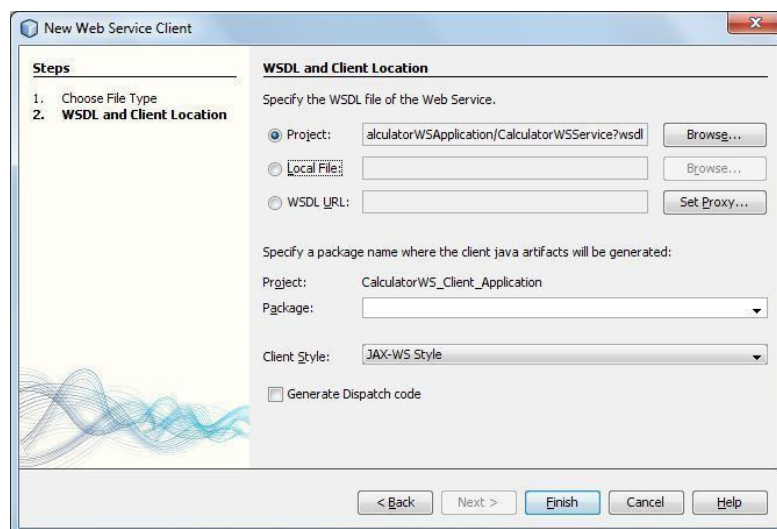 New Web Service Client
Steps
1. Choose File Type
2. WSDL and Client Location
WSDL and Client Location
Specify the WSDL file of the Web Service.
Project: alculatorWSApplication/CalculatorWSService?wsdl Browse...
Local File: Browse...
WSDL URL: Set Proxy...
Specify a package name where the client java artifacts will be generated:
Project: CalculatorWS_Client_Application
Package:
Client Style: JAX-WS Style
Generate Dispatch code
< Back Next > Finish Cancel Help